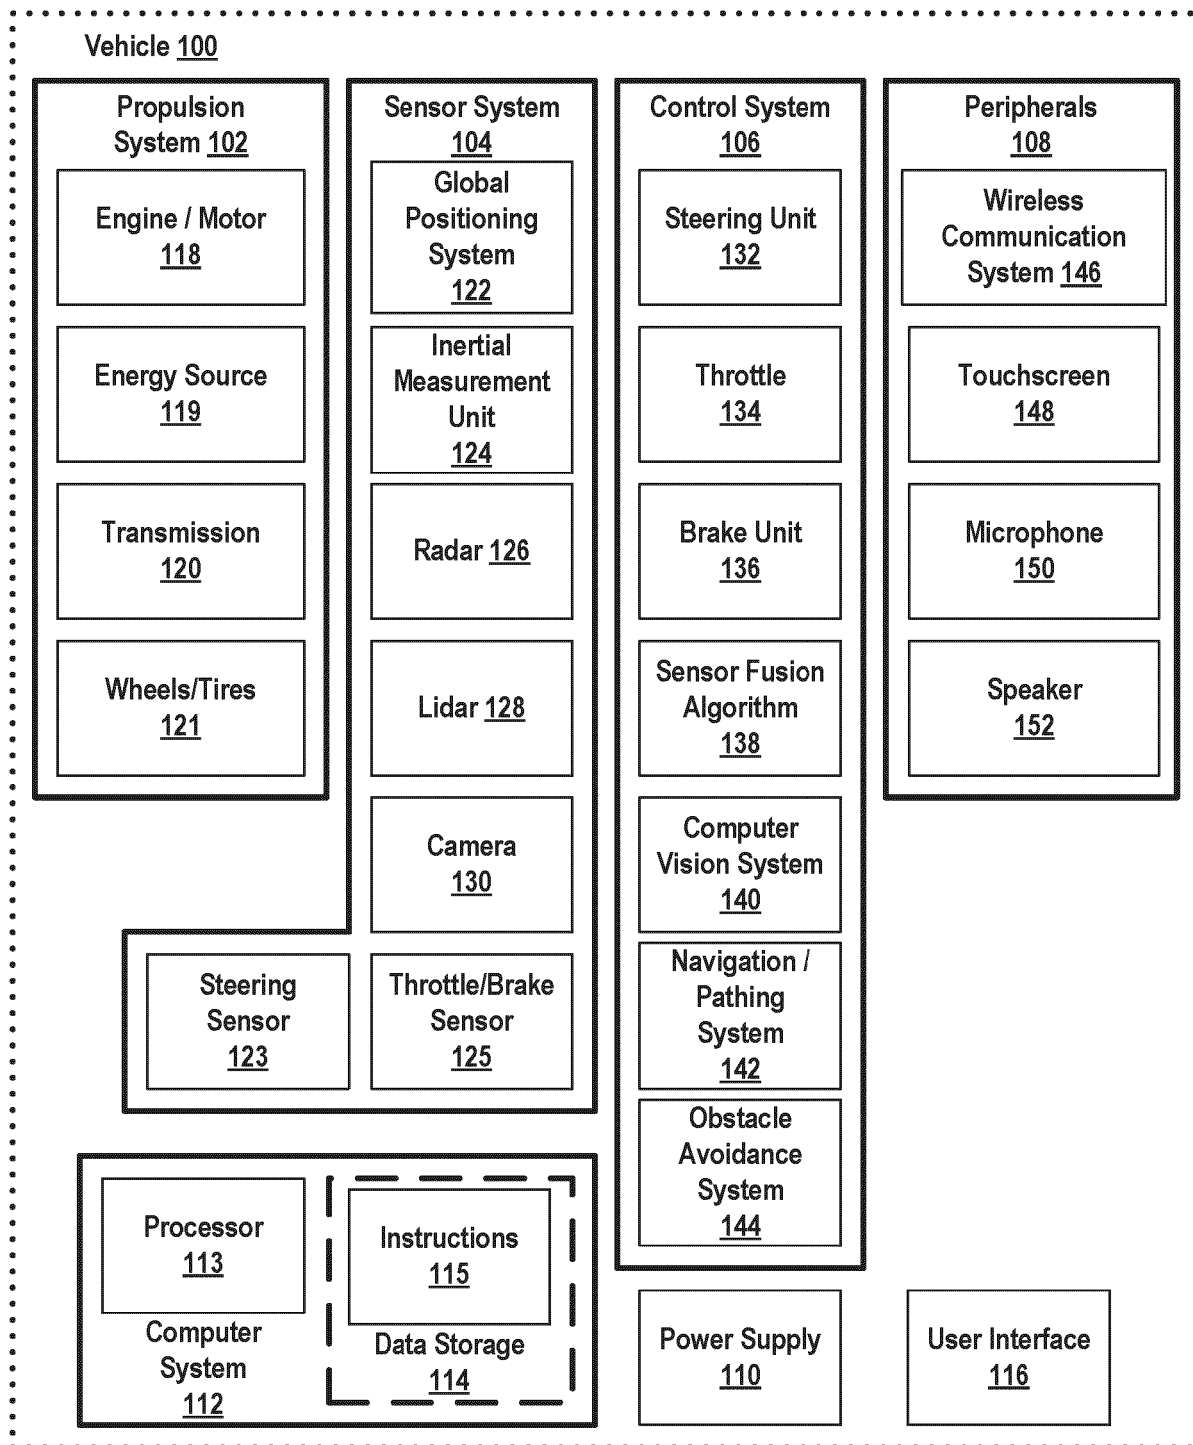 Vehicle 100
Propulsion
System 102
Engine / Motor
118
Energy Source
119
Transmission
120
Wheels/Tires
121
Sensor System
104
Global
Positioning
System
122
Inertial
Measurement
Unit
124
Radar 126
Lidar 128
Camera
130
Steering
Sensor
123
Throttle/Brake
Sensor
125
Control System
106
Steering Unit
132
Throttle
134
Brake Unit
136
Sensor Fusion
Algorithm
138
Computer
Vision System
140
Navigation /
Pathing
System
142
Obstacle
Avoidance
System
144
Peripherals
108
Wireless
Communication
System 146
Touchscreen
148
Microphone
150
Speaker
152
Processor
113
Computer
System
112
Instructions
115
Data Storage
114
Power Supply
110
User Interface
116